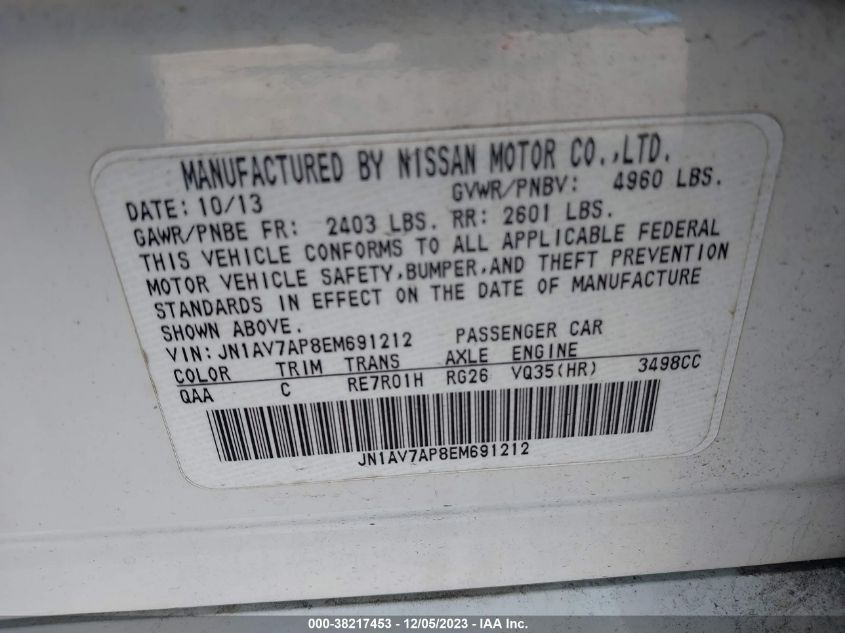 MANUFACTURED BY NISSAN MOTOR CO.,LTD.
DATE: 10/13 GVWR/PNBV: 4960 LBS.
GAWR/PNBE FR: 2403 LBS. RR: 2601 LBS.
THIS VEHICLE CONFORMS TO ALL APPLICABLE FEDERAL
MOTOR VEHICLE SAFETY,BUMPER,AND THEFT PREVENTION
STANDARDS IN EFFECT ON THE DATE OF MANUFACTURE
SHOWN ABOVE.
VIN: JN1AV7AP8EM691212 PASSENGER CAR
COLOR TRIM TRANS AXLE ENGINE
QAA C RE7R01H RG26 VQ35(HR) 3498CC
JN1AV7AP8EM691212
000-38217453 - 12/05/2023 - IAA Inc.